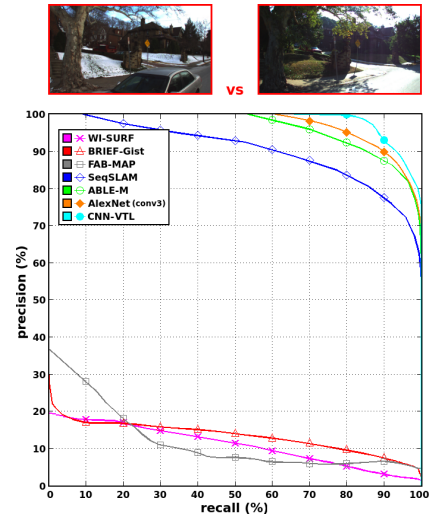 vs
precision (%)
100
90
80
70
60
50
40
30
20
10
0
WI-SURF
BRIEF-Gist
FAB-MAP
SeqSLAM
ABLE-M
AlexNet (conv3)
CNN-VTL
0 10 20 30 40 50 60 70 80 90 100
recall (%)